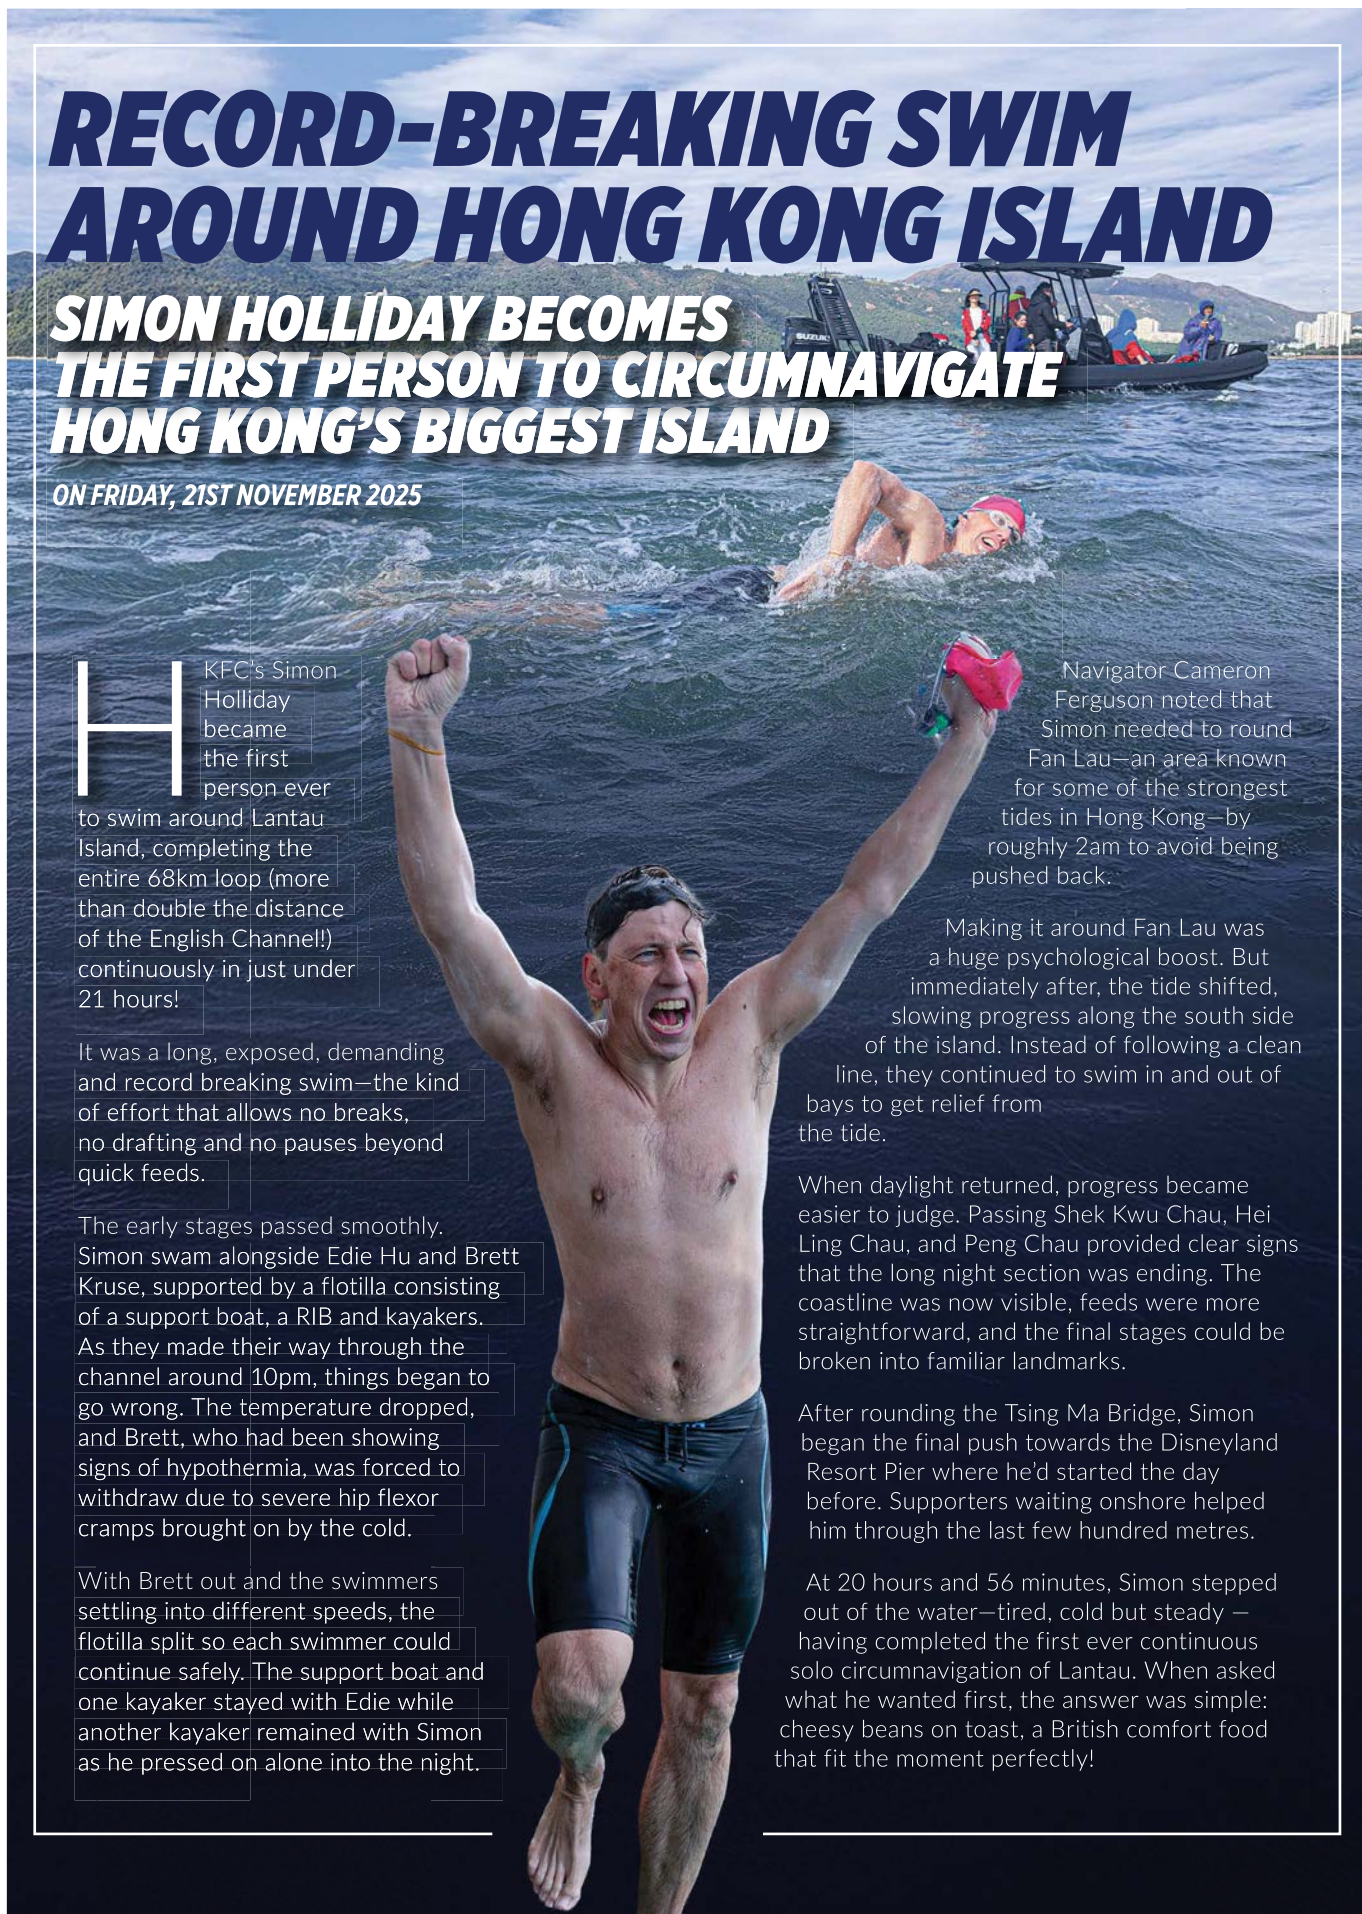 RECORD-BREAKING SWIM
AROUND HONG KONG ISLAND
SIMON HOLLIDAY BECOMES
THE FIRST PERSON TO CIRCUMNAVIGATE
HONG KONG'S BIGGEST ISLAND
ON FRIDAY, 21ST NOVEMBER 2025
SUZUKI
HKFC's Simon
Holliday
became
the first
person ever
to swim around Lantau
Island, completing the
entire 68km loop (more
than double the distance
of the English Channel!)
continuously in just under
21 hours!
It was a long, exposed, demanding
and record breaking swim—the kind
of effort that allows no breaks,
no drafting and no pauses beyond
quick feeds.
The early stages passed smoothly.
Simon swam alongside Edie Hu and Brett
Kruse, supported by a flotilla consisting
of a support boat, a RIB and kayakers.
As they made their way through the
channel around 10pm, things began to
go wrong. The temperature dropped,
and Brett, who had been showing
signs of hypothermia, was forced to
withdraw due to severe hip flexor
cramps brought on by the cold.
With Brett out and the swimmers
settling into different speeds, the
flotilla split so each swimmer could
continue safely. The support boat and
one kayaker stayed with Edie while
another kayaker remained with Simon
as he pressed on alone into the night.
Navigator Cameron
Ferguson noted that
Simon needed to round
Fan Lau—an area known
for some of the strongest
tides in Hong Kong—by
roughly 2am to avoid being
pushed back.
Making it around Fan Lau was
a huge psychological boost. But
immediately after, the tide shifted,
slowing progress along the south side
of the island. Instead of following a clean
line, they continued to swim in and out of
bays to get relief from
the tide.
When daylight returned, progress became
easier to judge. Passing Shek Kwu Chau, Hei
Ling Chau, and Peng Chau provided clear signs
that the long night section was ending. The
coastline was now visible, feeds were more
straightforward, and the final stages could be
broken into familiar landmarks.
After rounding the Tsing Ma Bridge, Simon
began the final push towards the Disneyland
Resort Pier where he'd started the day
before. Supporters waiting onshore helped
him through the last few hundred metres.
At 20 hours and 56 minutes, Simon stepped
out of the water—tired, cold but steady —
having completed the first ever continuous
solo circumnavigation of Lantau. When asked
what he wanted first, the answer was simple:
cheesy beans on toast, a British comfort food
that fit the moment perfectly!